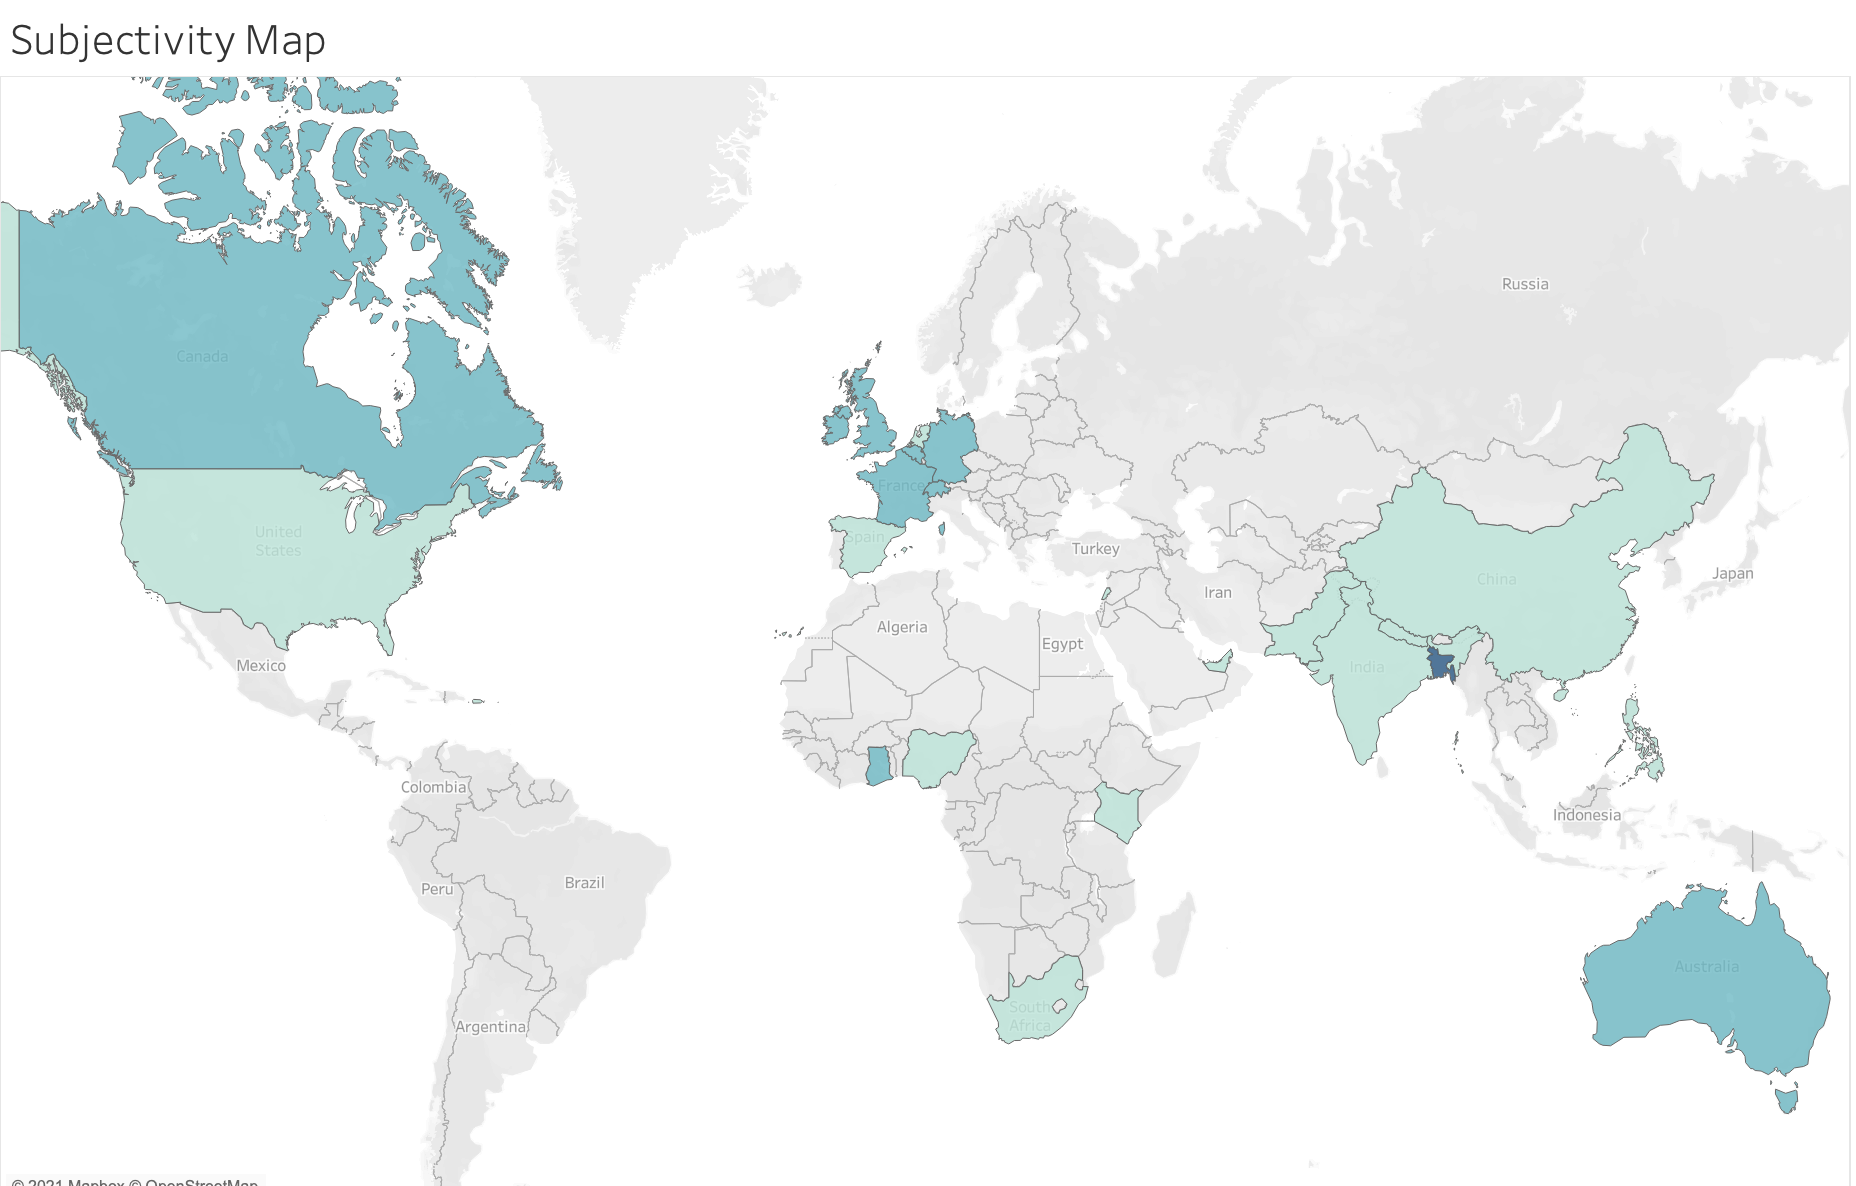 Subjectivity Map
Russia
Canada
France
United
States
Spain
Turkey
China
Japan
Iran
Algeria
Egypt
Mexico
India
Colombia
Indonesia
Peru
Brazil
Australia
South
Africa
Argentina
© 2021 Mapbox © OpenStreetMap